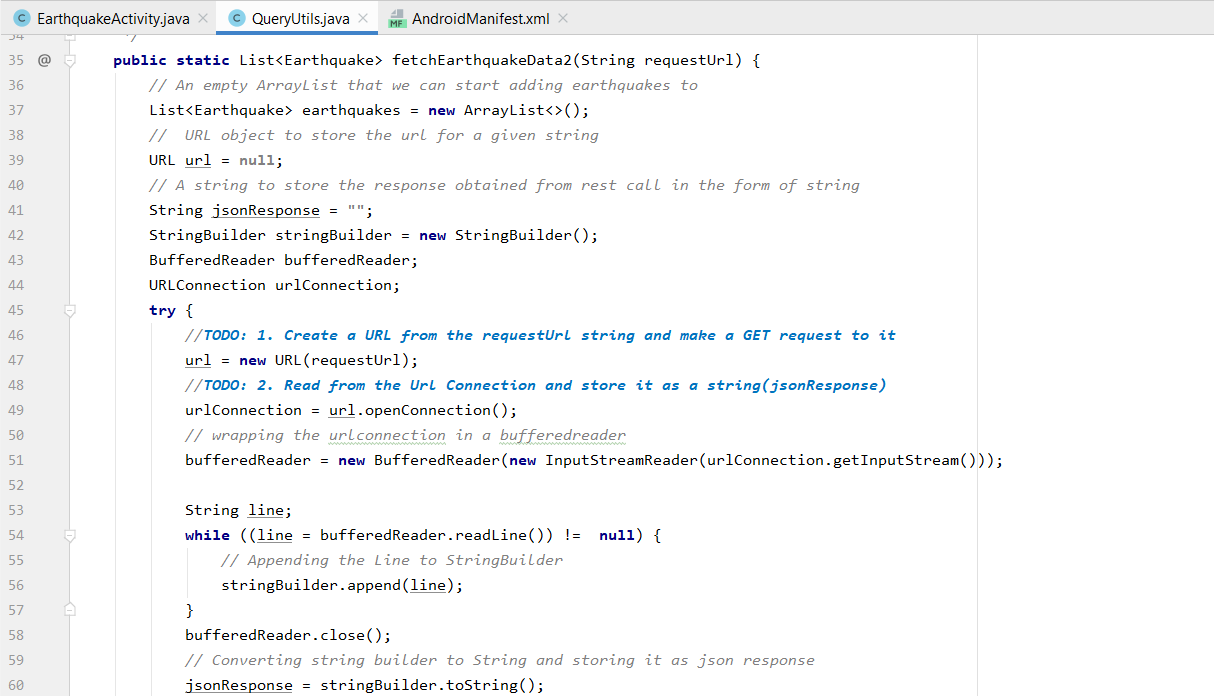 EarthquakeActivity.java QueryUtils.java AndroidManifest.xml
34 */
35 @ public static List<Earthquake> fetchEarthquakeData2(String requestUrl) {
36 // An empty ArrayList that we can start adding earthquakes to
37 List<Earthquake> earthquakes = new ArrayList<>();
38 //  URL object to store the url for a given string
39 URL url = null;
40 // A string to store the response obtained from rest call in the form of string
41 String jsonResponse = "";
42 StringBuilder stringBuilder = new StringBuilder();
43 BufferedReader bufferedReader;
44 URLConnection urlConnection;
45 try {
46 //TODO: 1. Create a URL from the requestUrl string and make a GET request to it
47 url = new URL(requestUrl);
48 //TODO: 2. Read from the Url Connection and store it as a string(jsonResponse)
49 urlConnection = url.openConnection();
50 // wrapping the urlconnection in a bufferedreader
51 bufferedReader = new BufferedReader(new InputStreamReader(urlConnection.getInputStream()));
52
53 String line;
54 while ((line = bufferedReader.readLine()) !=  null) {
55 // Appending the Line to StringBuilder
56 stringBuilder.append(line);
57 }
58 bufferedReader.close();
59 // Converting string builder to String and storing it as json response
60 jsonResponse = stringBuilder.toString();